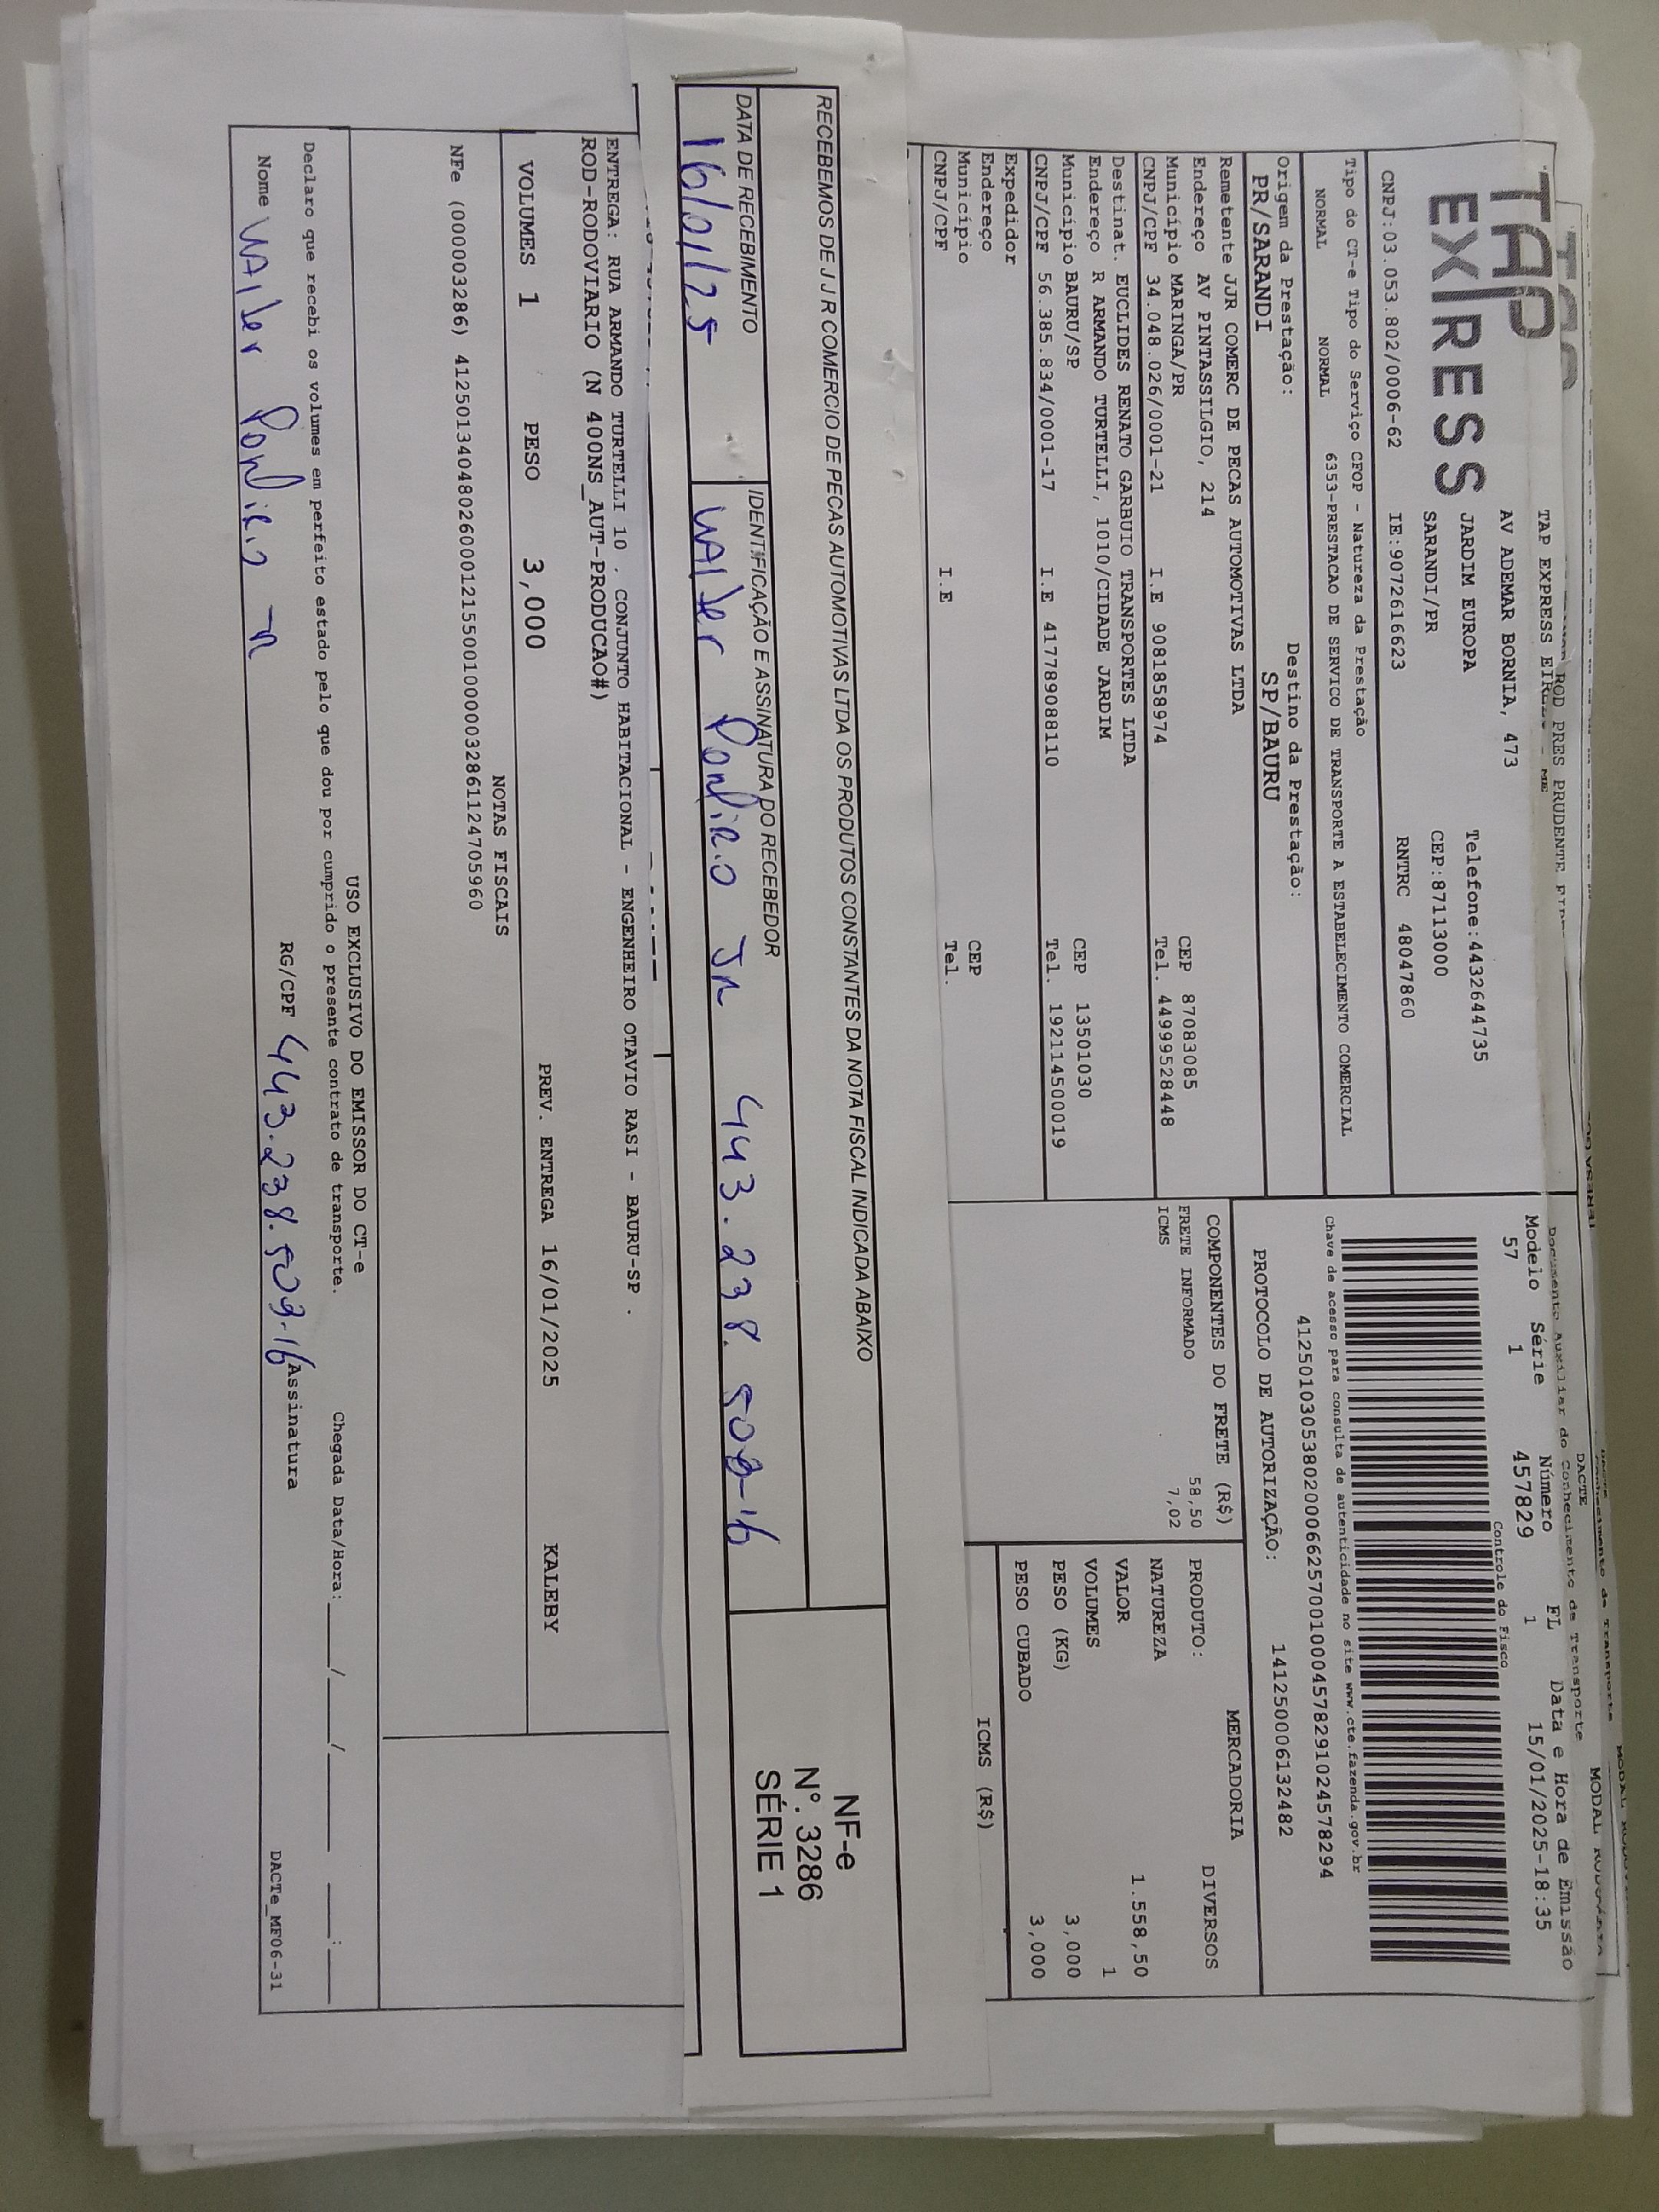 TAP EXPRESS
TAP EXPRESS EIRELI - ME
AV ADEMAR BORNIA, 473
JARDIM EUROPA
Telefone:4432644735
SARANDI/PR
CEP:87113000
CNPJ:03.053.802/0006-62 IE:9072616623 RNTRC 48047860
Tipo do CT-e Tipo do Serviço CFOP - Natureza da Prestação
NORMAL NORMAL 6353-PRESTACAO DE SERVICO DE TRANSPORTE A ESTABELECIMENTO COMERCIAL
Origem da Prestação: Destino da Prestação:
PR/SARANDI SP/BAURU
Remetente JJR COMERC DE PECAS AUTOMOTIVAS LTDA
Endereço AV PINTASSILGIO, 214
Município MARINGA/PR CEP 87083085
CNPJ/CPF 34.048.026/0001-21 I.E 9081858974 Tel. 44999528448
Destinat. EUCLIDES RENATO GARBUIO TRANSPORTES LTDA
Endereço R ARMANDO TURTELLI, 1010/CIDADE JARDIM
Município BAURU/SP CEP 13501030
CNPJ/CPF 56.385.834/0001-17 I.E 417789088110 Tel. 192114500019
Expedidor
Endereço
Município CEP
CNPJ/CPF I.E Tel.
DACTE
Documento Auxiliar do Conhecimento de Transporte
Modelo Série Número FL Data e Hora de Emissão
57 1 457829 1 15/01/2025-18:35
Controle do Fisco
Chave de acesso para consulta de autenticidade no site www.cte.fazenda.gov.br
41250103053802000662570010004578291024578294
PROTOCOLO DE AUTORIZAÇÃO: 141250006132482
COMPONENTES DO FRETE (R$)
FRETE INFORMADO 58,50
ICMS 7,02
MERCADORIA
PRODUTO: DIVERSOS
NATUREZA
VALOR 1.558,50
VOLUMES 1
PESO (KG) 3,000
PESO CUBADO 3,000
ICMS (R$)
RECEBEMOS DE J J R COMERCIO DE PECAS AUTOMOTIVAS LTDA OS PRODUTOS CONSTANTES DA NOTA FISCAL INDICADA ABAIXO
DATA DE RECEBIMENTO IDENTIFICAÇÃO E ASSINATURA DO RECEBEDOR
16/01/25 WAlDer Ponfirio Jr 443.238.508-16
NF-e
Nº. 3286
SÉRIE 1
ENTREGA: RUA ARMANDO TURTELLI 10 . CONJUNTO HABITACIONAL - ENGENHEIRO OTAVIO RASI - BAURU-SP .
ROD-RODOVIARIO (N 400NS_AUT-PRODUCAO#)
VOLUMES 1 PESO 3,000 PREV. ENTREGA 16/01/2025 KALEBY
NOTAS FISCAIS
NFe (000003286) 41250134048026000121550010000032861124705960
USO EXCLUSIVO DO EMISSOR DO CT-e
Declaro que recebi os volumes em perfeito estado pelo que dou por cumprido o presente contrato de transporte. Chegada Data/Hora:____/____/______ ___:___
Nome WAlDer Ponfirio Jr RG/CPF 443.238.508-16 Assinatura
DACTe_MF06-31